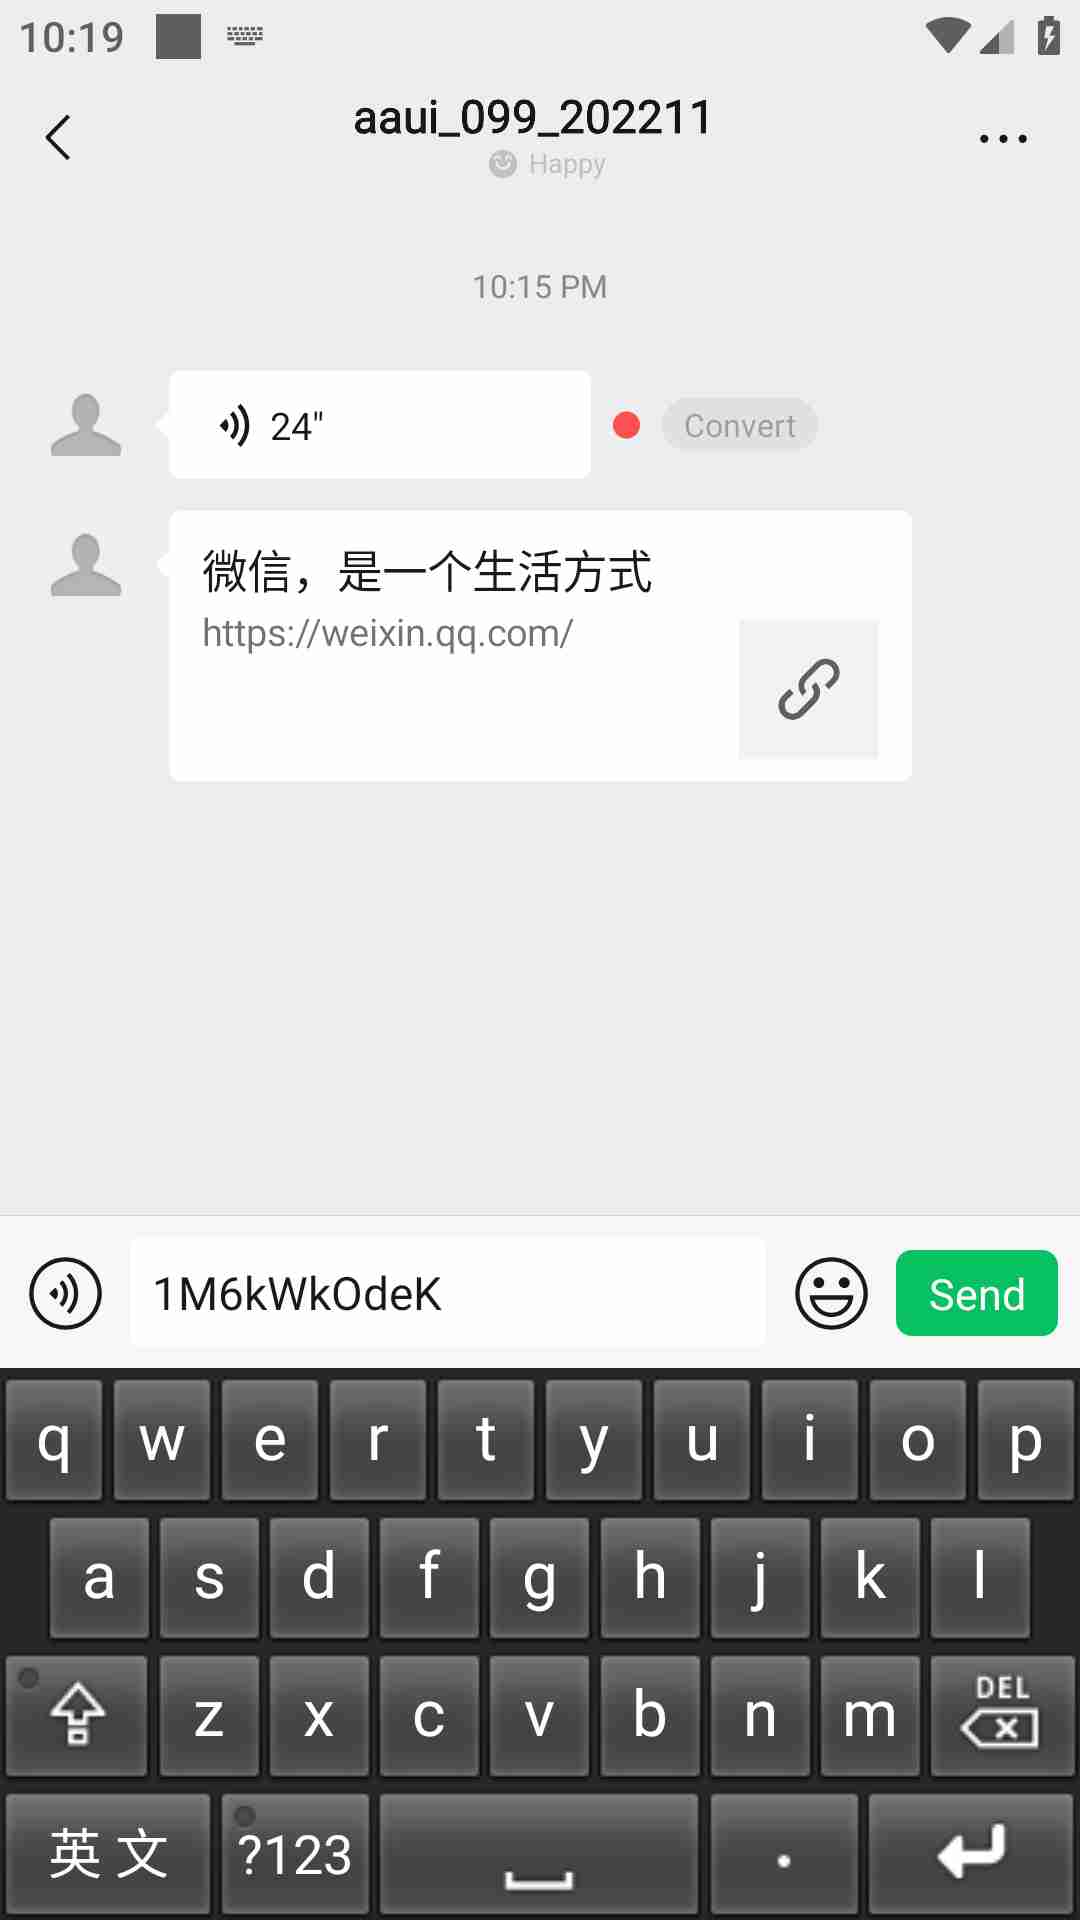 10:19
aaui_099_202211
Happy
10:15 PM
24"
Convert
微信，是一个生活方式
https://weixin.qq.com/
1M6kWkOdeK
Send
q w e r t y u i o p
a s d f g h j k l
z x c v b n m DEL
英文 ?123 .